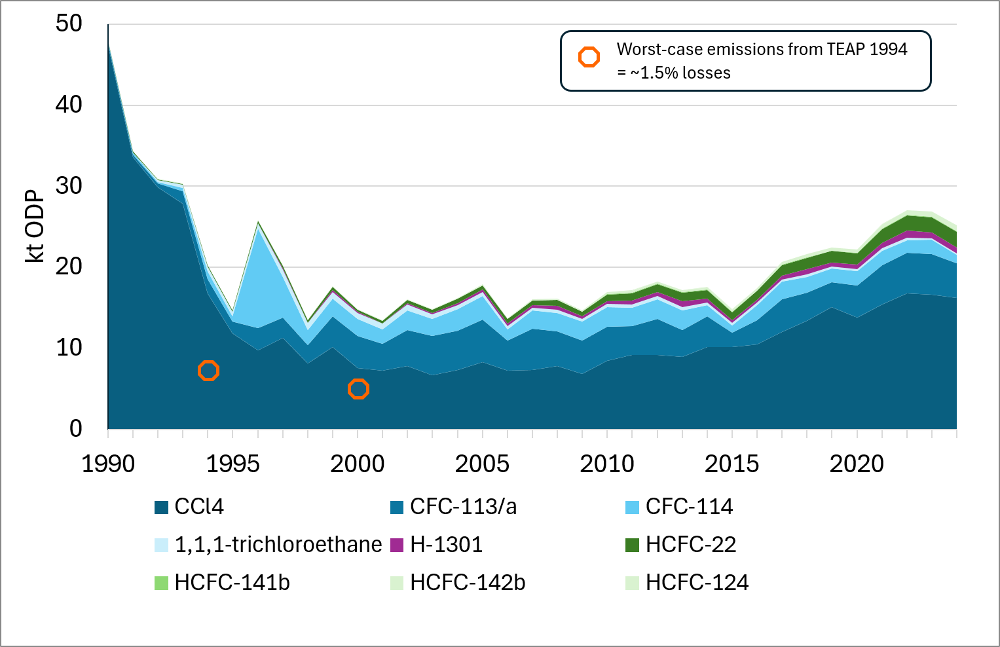 50
40
30
20
10
0
kt ODP
Worst-case emissions from TEAP 1994
= ~1.5% losses
1990 1995 2000 2005 2010 2015 2020
CCl4 CFC-113/a CFC-114
1,1,1-trichloroethane H-1301 HCFC-22
HCFC-141b HCFC-142b HCFC-124